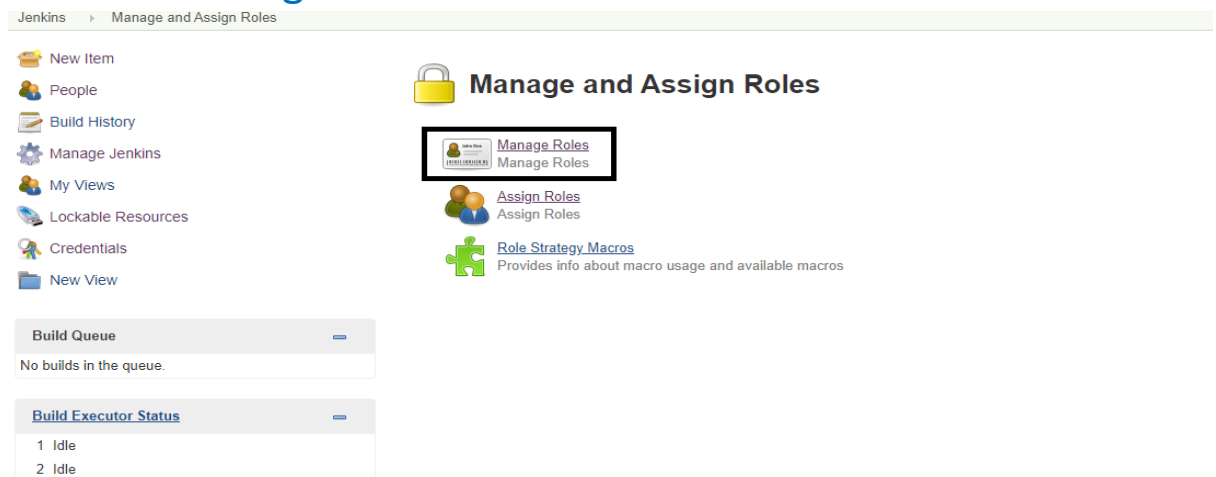 Jenkins
Manage and Assign Roles
New Item
People
Build History
Manage Jenkins
My Views
Lockable Resources
Credentials
New View
Build Queue
No builds in the queue.
Build Executor Status
1 Idle
2 Idle
Manage and Assign Roles
Manage Roles
Manage Roles
Assign Roles
Assign Roles
Role Strategy Macros
Provides info about macro usage and available macros